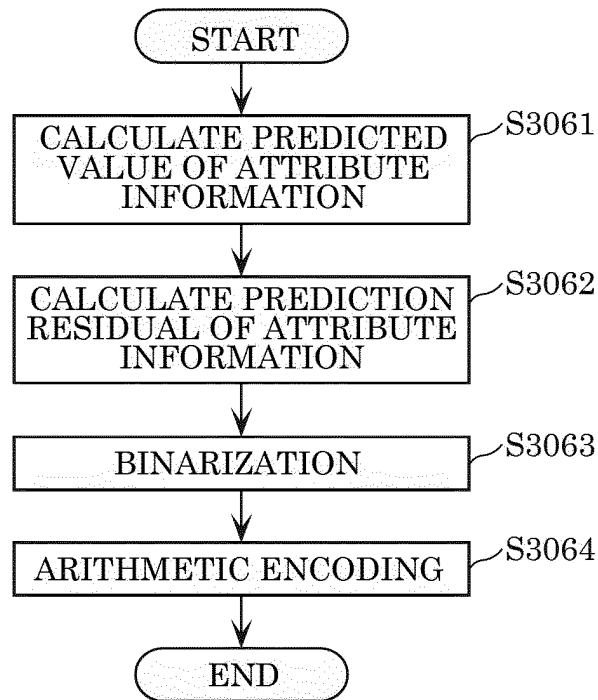 START
CALCULATE PREDICTED
VALUE OF ATTRIBUTE
INFORMATION
S3061
CALCULATE PREDICTION
RESIDUAL OF ATTRIBUTE
INFORMATION
S3062
BINARIZATION
S3063
ARITHMETIC ENCODING
S3064
END